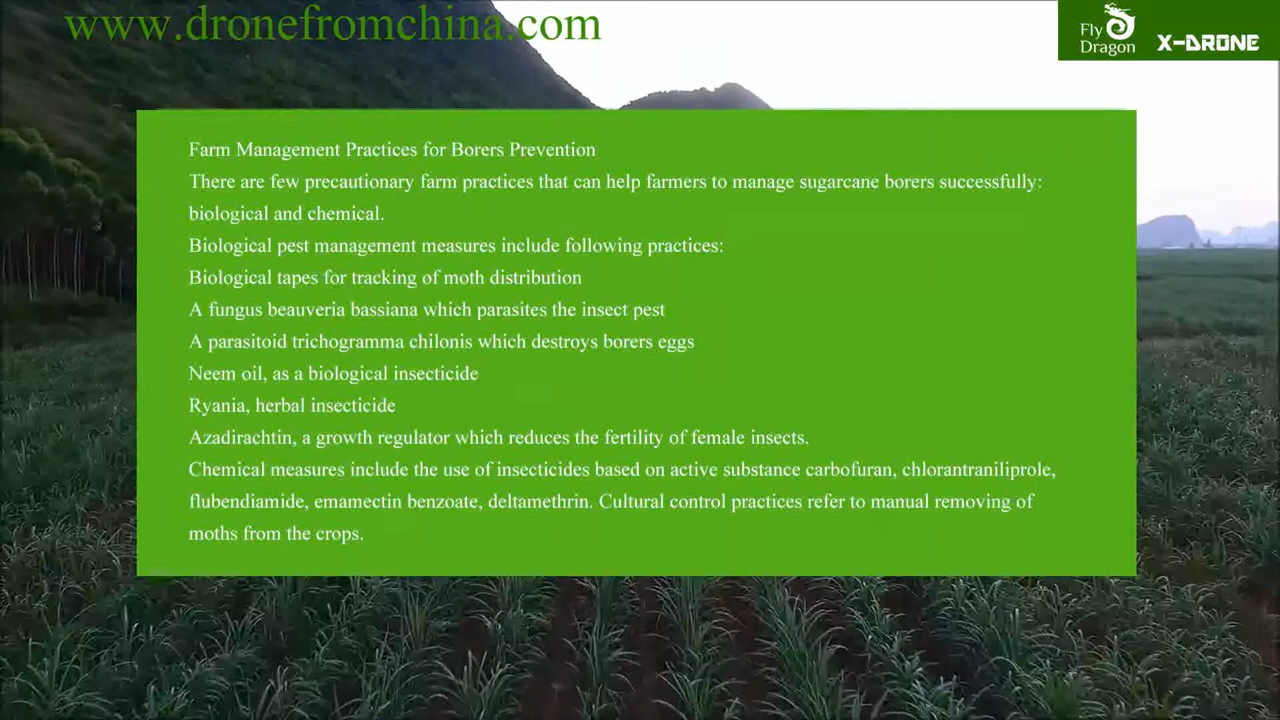 www.dronefromchina.com
Fly
Dragon
X-DRONE
Farm Management Practices for Borers Prevention
There are few precautionary farm practices that can help farmers to manage sugarcane borers successfully:
biological and chemical.
Biological pest management measures include following practices:
Biological tapes for tracking of moth distribution
A fungus beauveria bassiana which parasites the insect pest
A parasitoid trichogramma chilonis which destroys borers eggs
Neem oil, as a biological insecticide
Ryania, herbal insecticide
Azadirachtin, a growth regulator which reduces the fertility of female insects.
Chemical measures include the use of insecticides based on active substance carbofuran, chlorantraniliprole,
flubendiamide, emamectin benzoate, deltamethrin. Cultural control practices refer to manual removing of
moths from the crops.